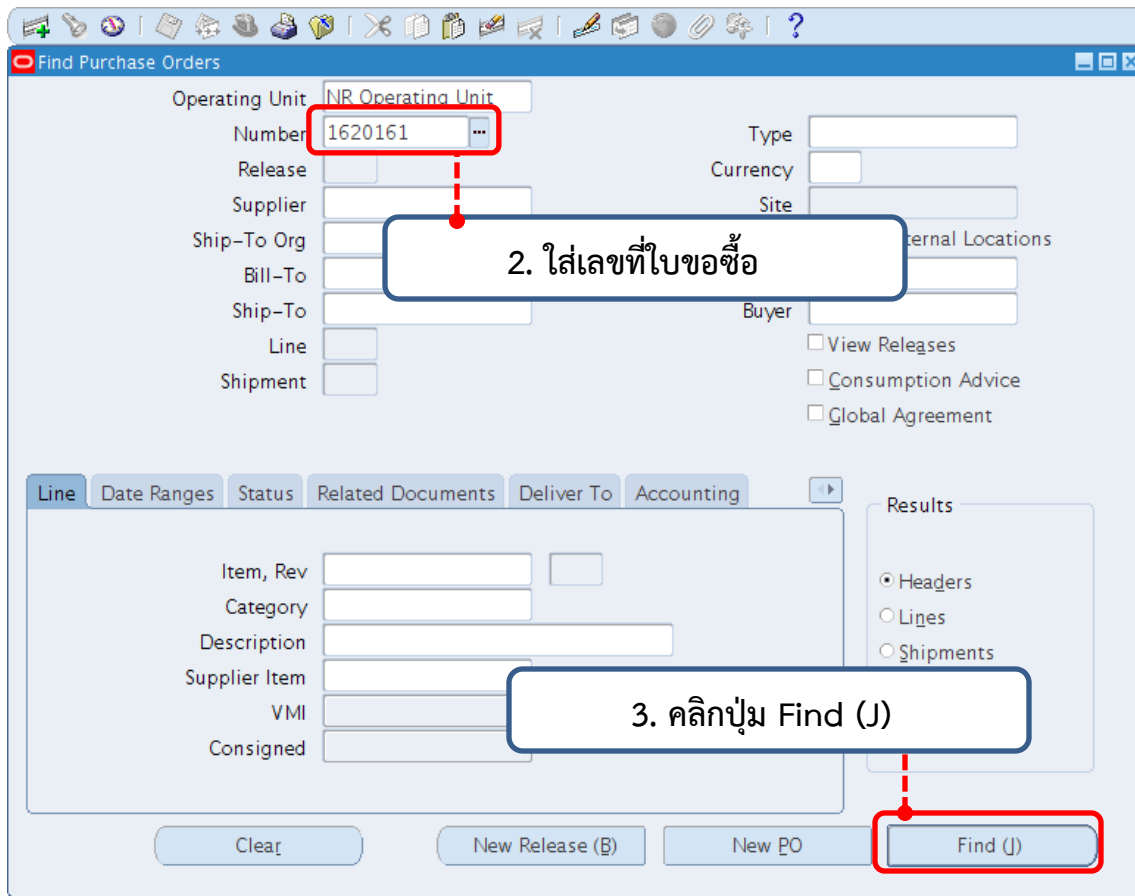 Find Purchase Orders
Operating Unit NR Operating Unit
Number 1620161 ...
Type
Release
Currency
Supplier
Site
Ship-To Org
ternal Locations
2. ใส่เลขที่ใบขอซื้อ
Bill-To
Ship-To
Buyer
Line
View Releases
Shipment
Consumption Advice
Global Agreement
Line Date Ranges Status Related Documents Deliver To Accounting
Results
Item, Rev
Headers
Category
Lines
Description
Shipments
Supplier Item
3. คลิกปุ่ม Find (J)
VMI
Consigned
Clear New Release (B) New PO Find (J)